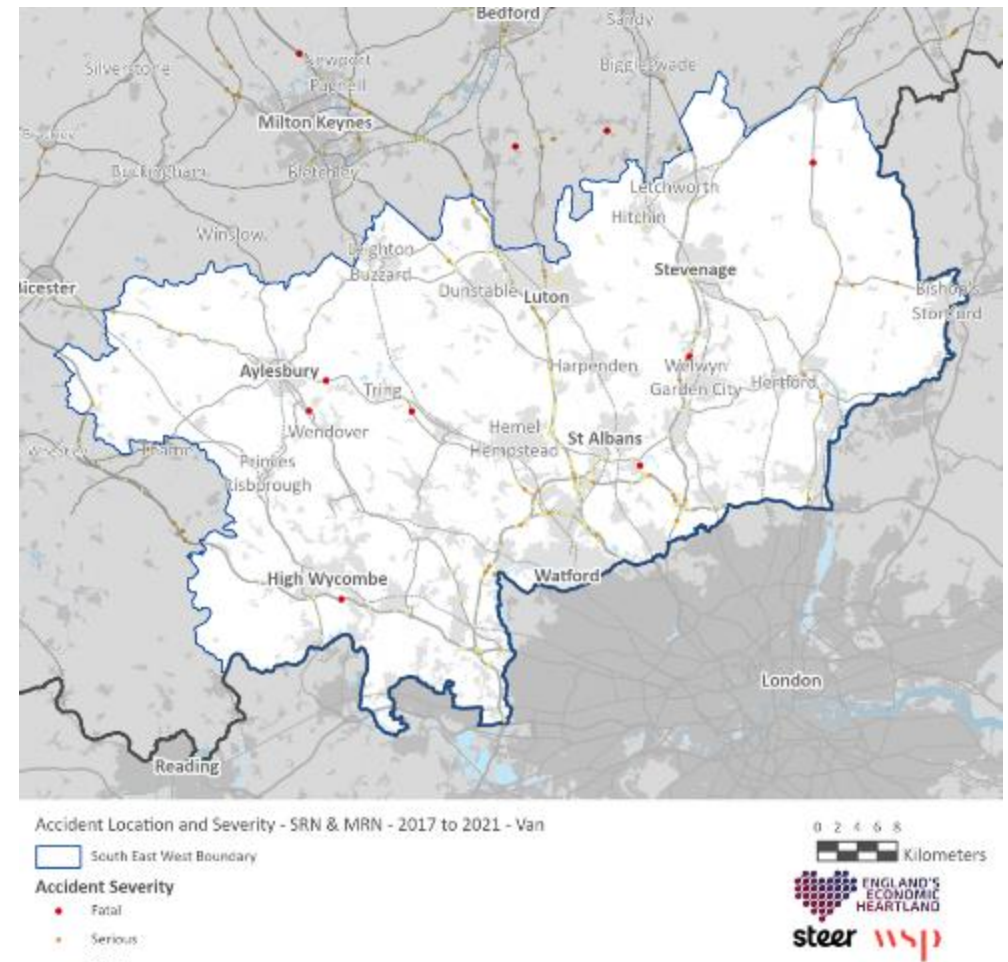 Bedford
Sandy
Silverstone
Newport
Pagnell
Biggleswade
Milton Keynes
Buckingham
Bletchley
Letchworth
Hitchin
Winslow
Leighton
Buzzard
Stevenage
Bicester
Dunstable
Luton
Bishop's
Stortford
Aylesbury
Harpenden
Welwyn
Garden City
Hertford
Tring
Wendover
Hemel
Hempstead
St Albans
Thame
Princes
Risborough
High Wycombe
Watford
London
Reading
Accident Location and Severity - SRN & MRN - 2017 to 2021 - Van
South East West Boundary
Accident Severity
Fatal
Serious
0 2 4 6 8
Kilometers
ENGLAND'S
ECONOMIC
HEARTLAND
steer wsp